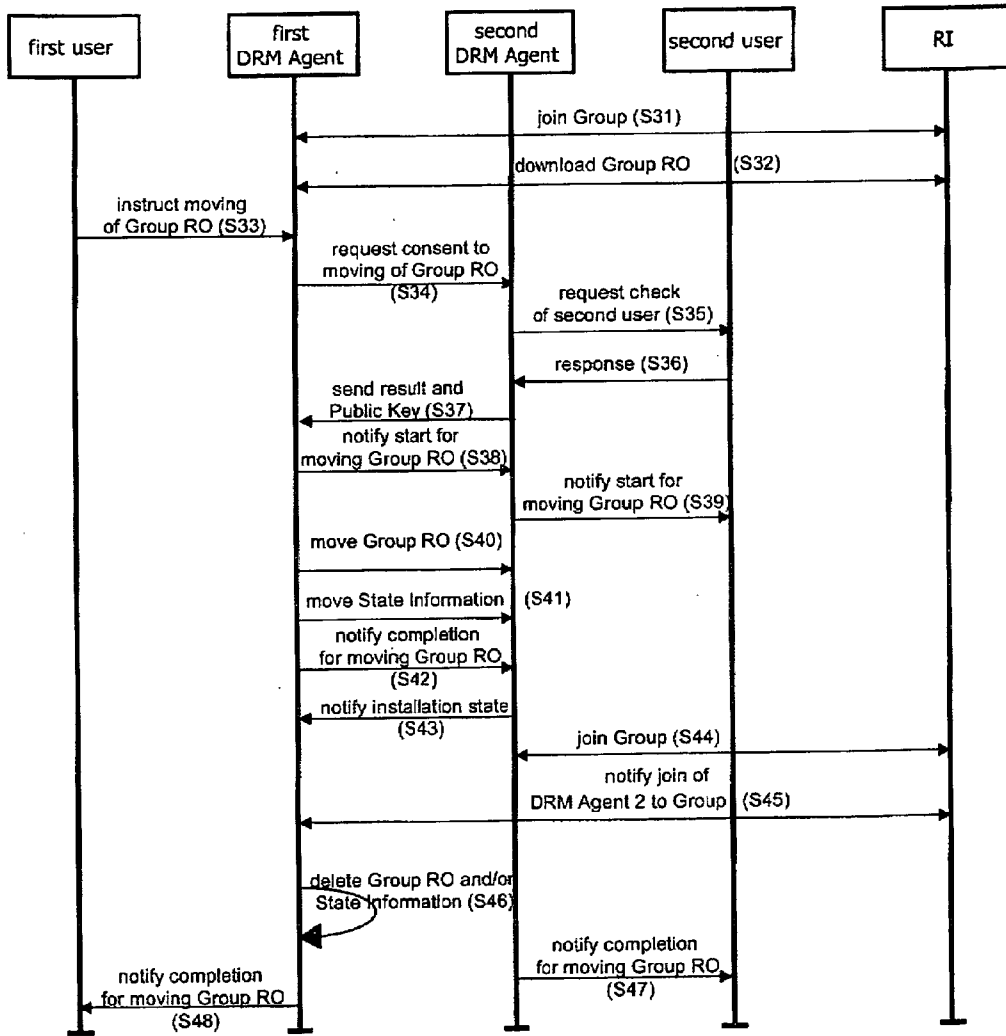 first user
first
DRM Agent
second
DRM Agent
second user
RI
join Group (S31)
download Group RO (S32)
instruct moving
of Group RO (S33)
request consent to
moving of Group RO
(S34)
request check
of second user (S35)
response (S36)
send result and
Public Key (S37)
notify start for
moving Group RO (S38)
notify start for
moving Group RO (S39)
move Group RO (S40)
move State Information (S41)
notify completion
for moving Group RO
(S42)
notify installation state
(S43)
join Group (S44)
notify join of
DRM Agent 2 to Group (S45)
delete Group RO and/or
State Information (S46)
notify completion
for moving Group RO
(S47)
notify completion
for moving Group RO
(S48)